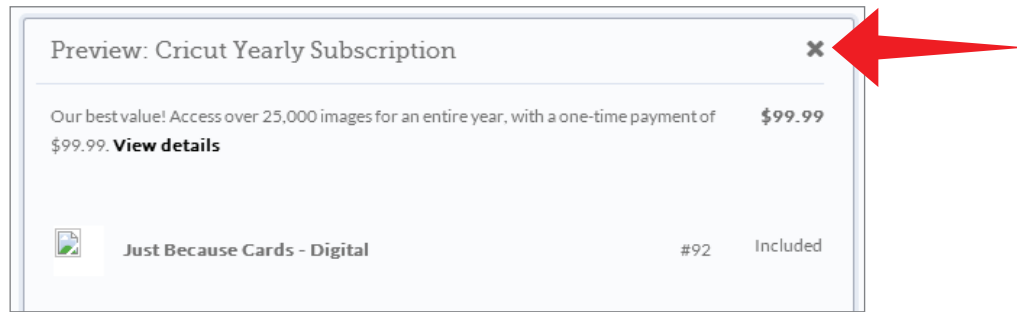 Preview: Cricut Yearly Subscription
Our best value! Access over 25,000 images for an entire year, with a one-time payment of $99.99
$99.99. View details
Just Because Cards - Digital #92 Included